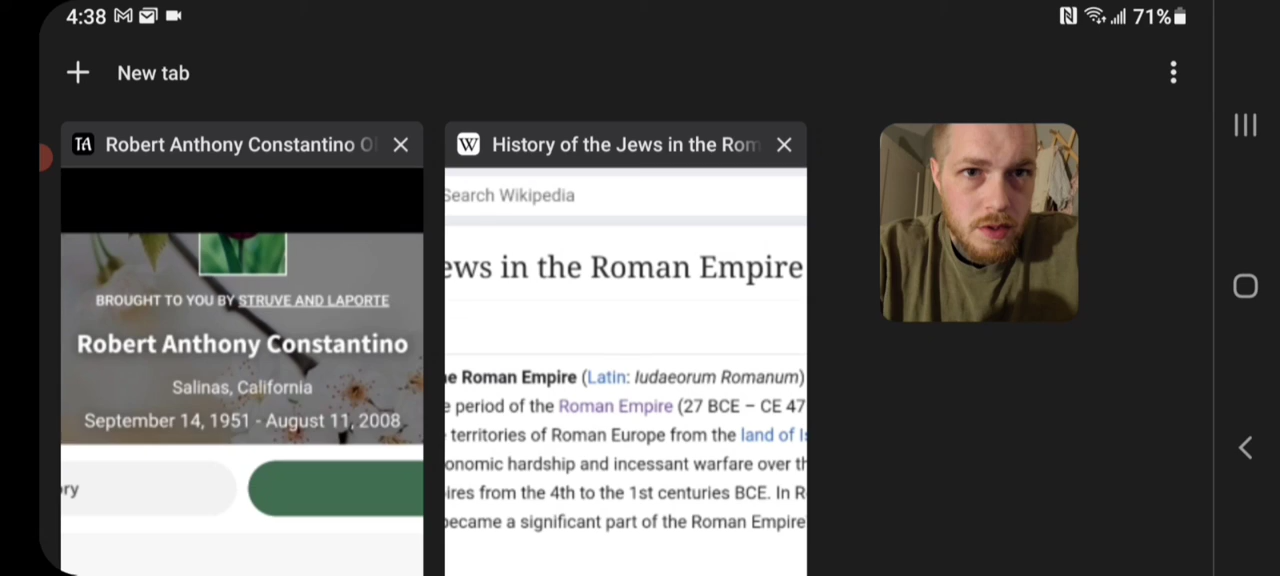 4:38
71%
New tab
TA Robert Anthony Constantino
BROUGHT TO YOU BY STRUVE AND LAPORTE
Robert Anthony Constantino
Salinas, California
September 14, 1951 - August 11, 2008
ry
W History of the Jews in the Rom
Search Wikipedia
ews in the Roman Empire
e Roman Empire (Latin: Iudaeorum Romanum)
e period of the Roman Empire (27 BCE – CE 47
territories of Roman Europe from the land of Is
onomic hardship and incessant warfare over th
ires from the 4th to the 1st centuries BCE. In R
became a significant part of the Roman Empire